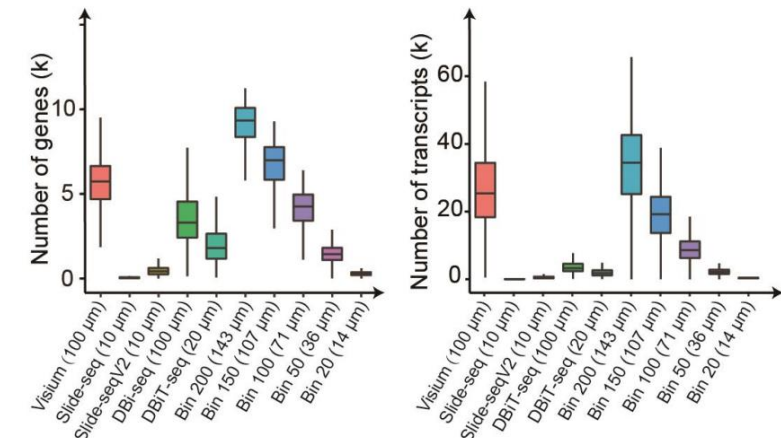 Number of genes (k)
10
5
0
Visium (100 µm)
Slide-seq (10 µm)
Slide-seqV2 (10 µm)
DBi-seq (100 µm)
DBiT-seq (20 µm)
Bin 200 (143 µm)
Bin 150 (107 µm)
Bin 100 (71 µm)
Bin 50 (36 µm)
Bin 20 (14 µm)
Number of transcripts (k)
60
40
20
0
Visium (100 µm)
Slide-seq (10 µm)
Slide-seqV2 (10 µm)
DBiT-seq (100 µm)
DBiT-seq (20 µm)
Bin 200 (143 µm)
Bin 150 (107 µm)
Bin 100 (71 µm)
Bin 50 (36 µm)
Bin 20 (14 µm)